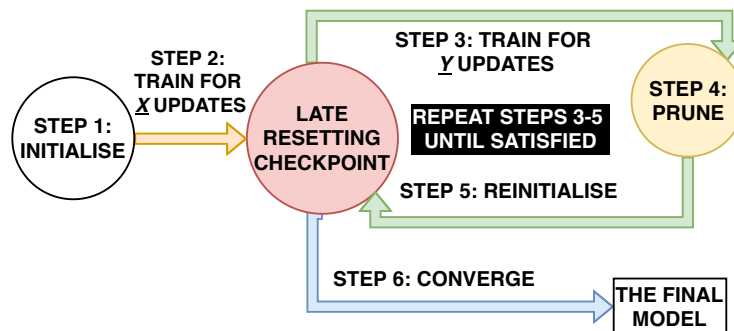 STEP 1:
INITIALISE
STEP 2:
TRAIN FOR
X UPDATES
LATE
RESETTING
CHECKPOINT
STEP 3: TRAIN FOR
Y UPDATES
STEP 4:
PRUNE
REPEAT STEPS 3-5
UNTIL SATISFIED
STEP 5: REINITIALISE
STEP 6: CONVERGE
THE FINAL
MODEL